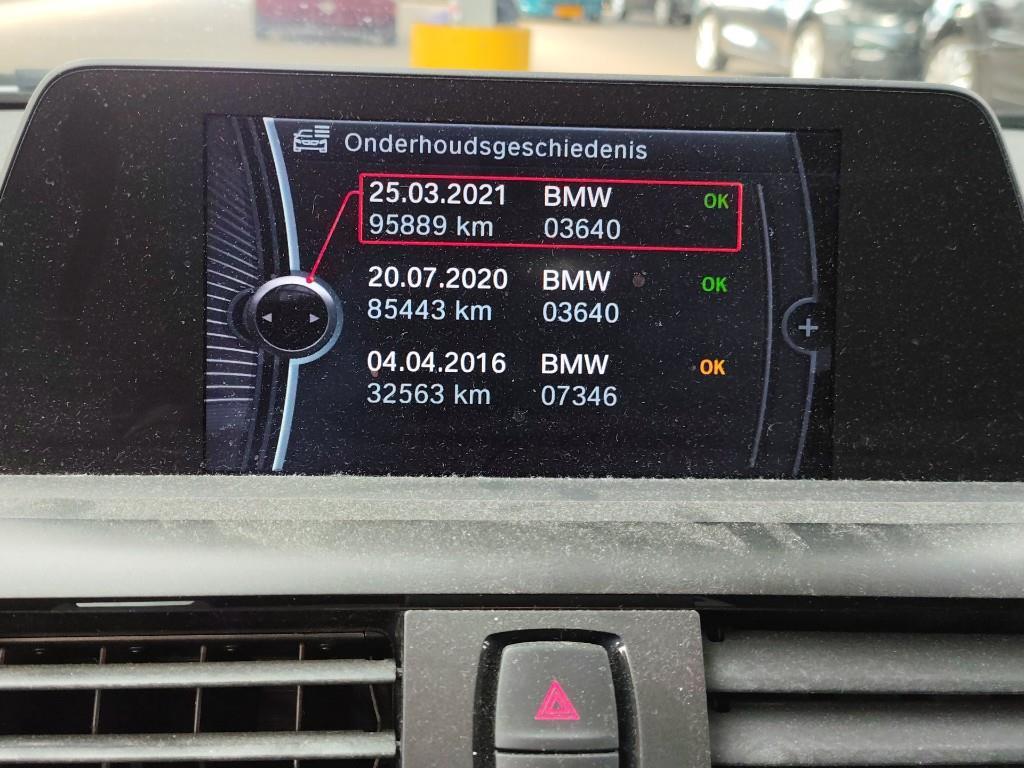 Onderhoudsgeschiedenis
25.03.2021 BMW OK
95889 km 03640
20.07.2020 BMW OK
85443 km 03640
04.04.2016 BMW OK
32563 km 07346